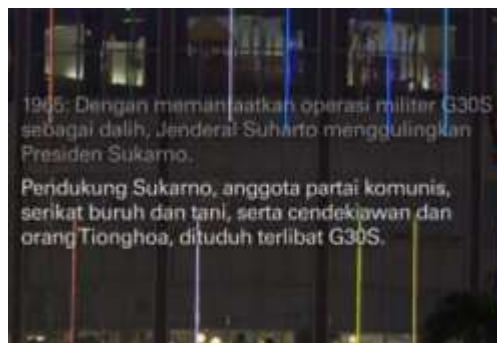 1965: Dengan memanfaatkan operasi militer G30S
sebagai dalih, Jenderal Suharto menggulingkan
Presiden Sukarno.
Pendukung Sukarno, anggota partai komunis,
serikat buruh dan tani, serta cendekiawan dan
orang Tionghoa, dituduh terlibat G30S.